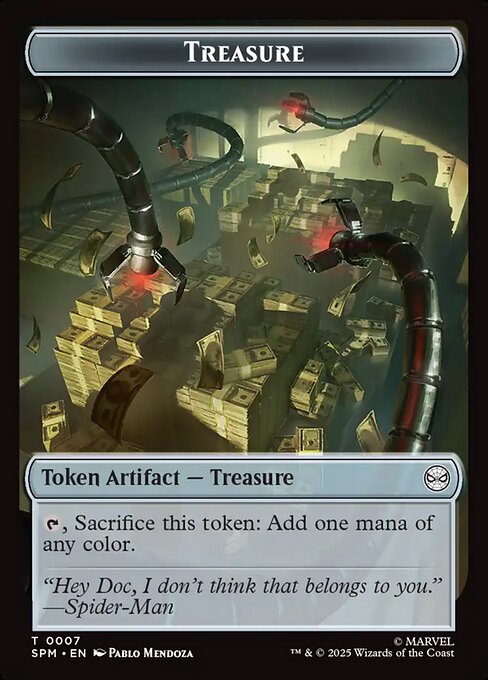 TREASURE
Token Artifact — Treasure
, Sacrifice this token: Add one mana of
any color.
“Hey Doc, I don’t think that belongs to you.”
—Spider-Man
T 0007
SPM • EN PABLO MENDOZA
© MARVEL
™ & © 2025 Wizards of the Coast